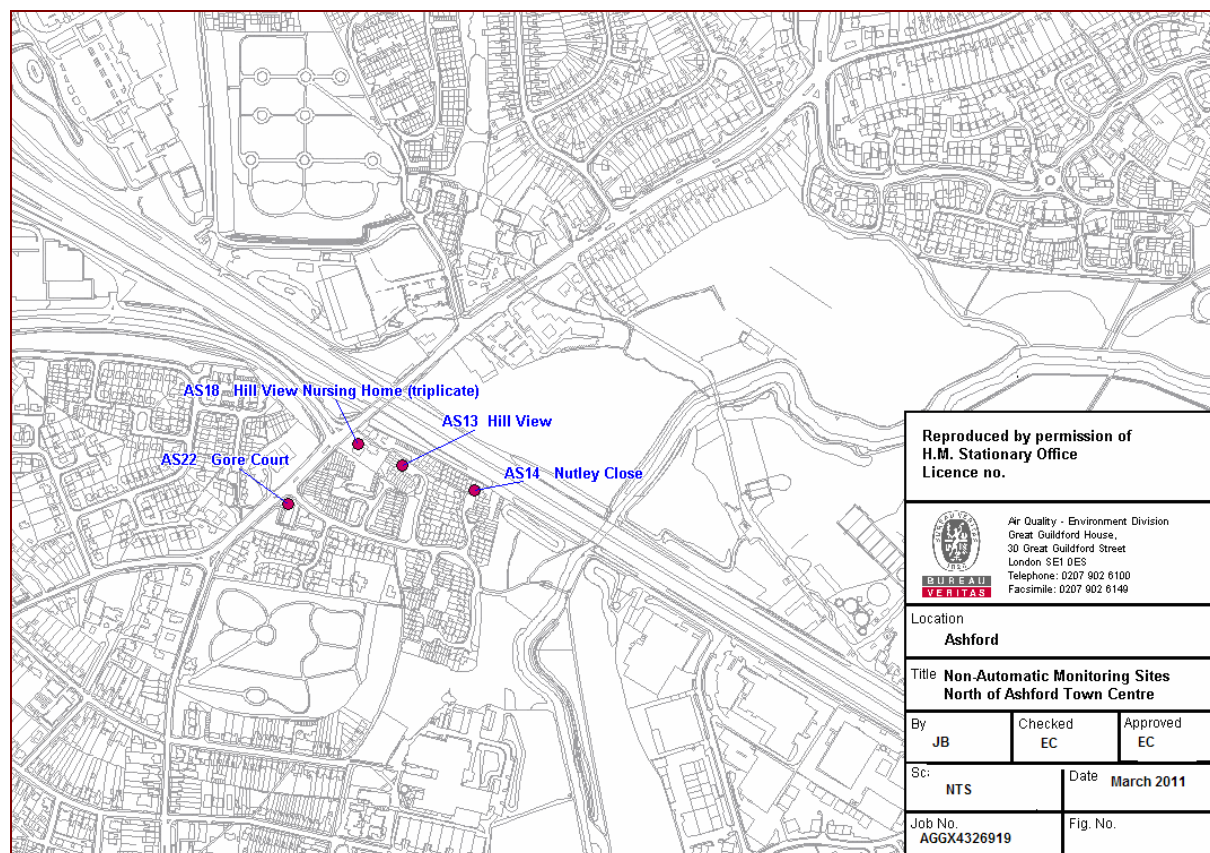 AS18 Hill View Nursing Home (triplicate)
AS13 Hill View
AS22 Gore Court
AS14 Nutley Close
Reproduced by permission of
H.M. Stationary Office
Licence no.
Air Quality - Environment Division
Great Guildford House,
30 Great Guildford Street
London SE1 0ES
Telephone: 0207 902 6100
Facsimile: 0207 902 6149
BUREAU
VERITAS
Location
Ashford
Title Non-Automatic Monitoring Sites
North of Ashford Town Centre
By Checked Approved
JB EC EC
Sc: Date March 2011
NTS
Job No. Fig. No.
AGGX4326919